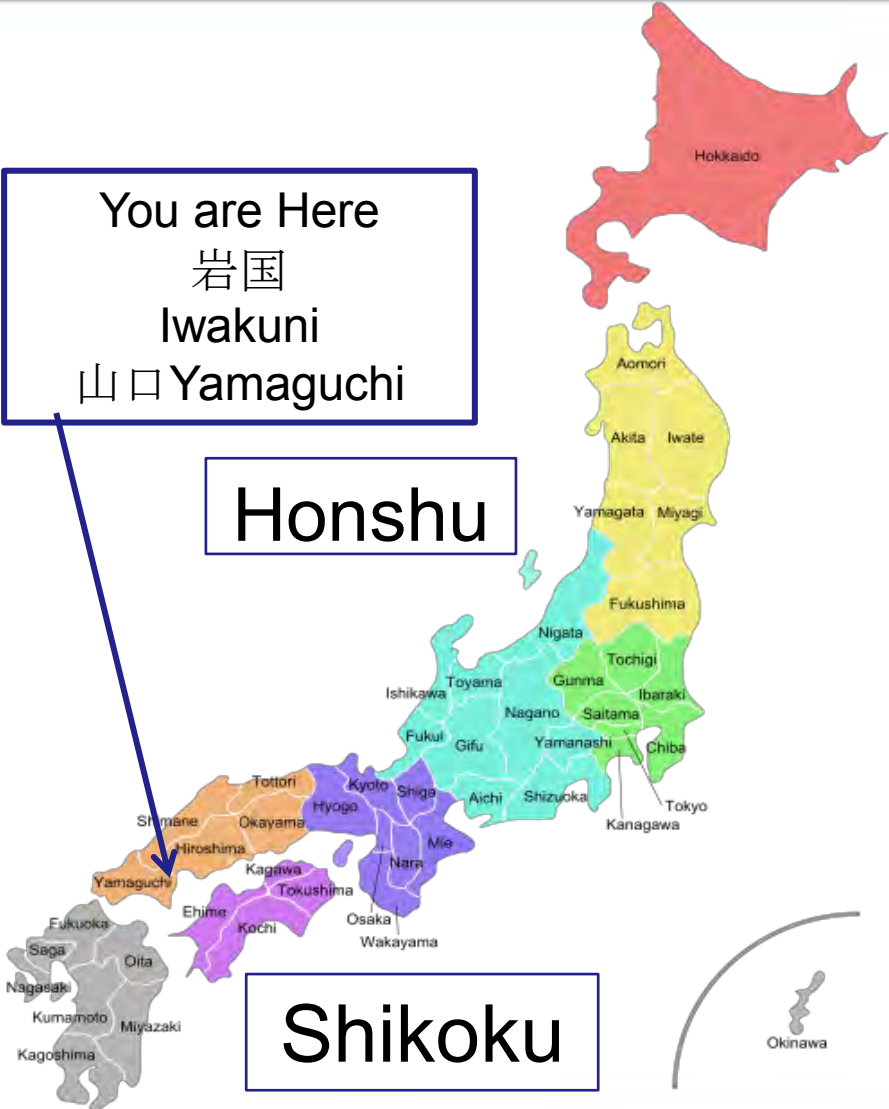 Hokkaido
You are Here
岩国
Iwakuni
山口Yamaguchi
Aomori
Akita Iwate
Honshu
Yamagata Miyagi
Fukushima
Nigata
Tochigi
Gunma
Ibaraki
Toyama
Ishikawa
Nagano
Saitama
Fukui
Gifu
Yamanashi
Chiba
Tottori
Kyoto
Shiga
Hyogo
Aichi
Shizuoka
Tokyo
Kanagawa
Shimane
Okayama
Hiroshima
Mie
Nara
Kagawa
Yamaguchi
Tokushima
Ehime
Kochi
Osaka
Wakayama
Fukuoka
Saga
Oita
Nagasaki
Kumamoto
Miyazaki
Kagoshima
Shikoku
Okinawa